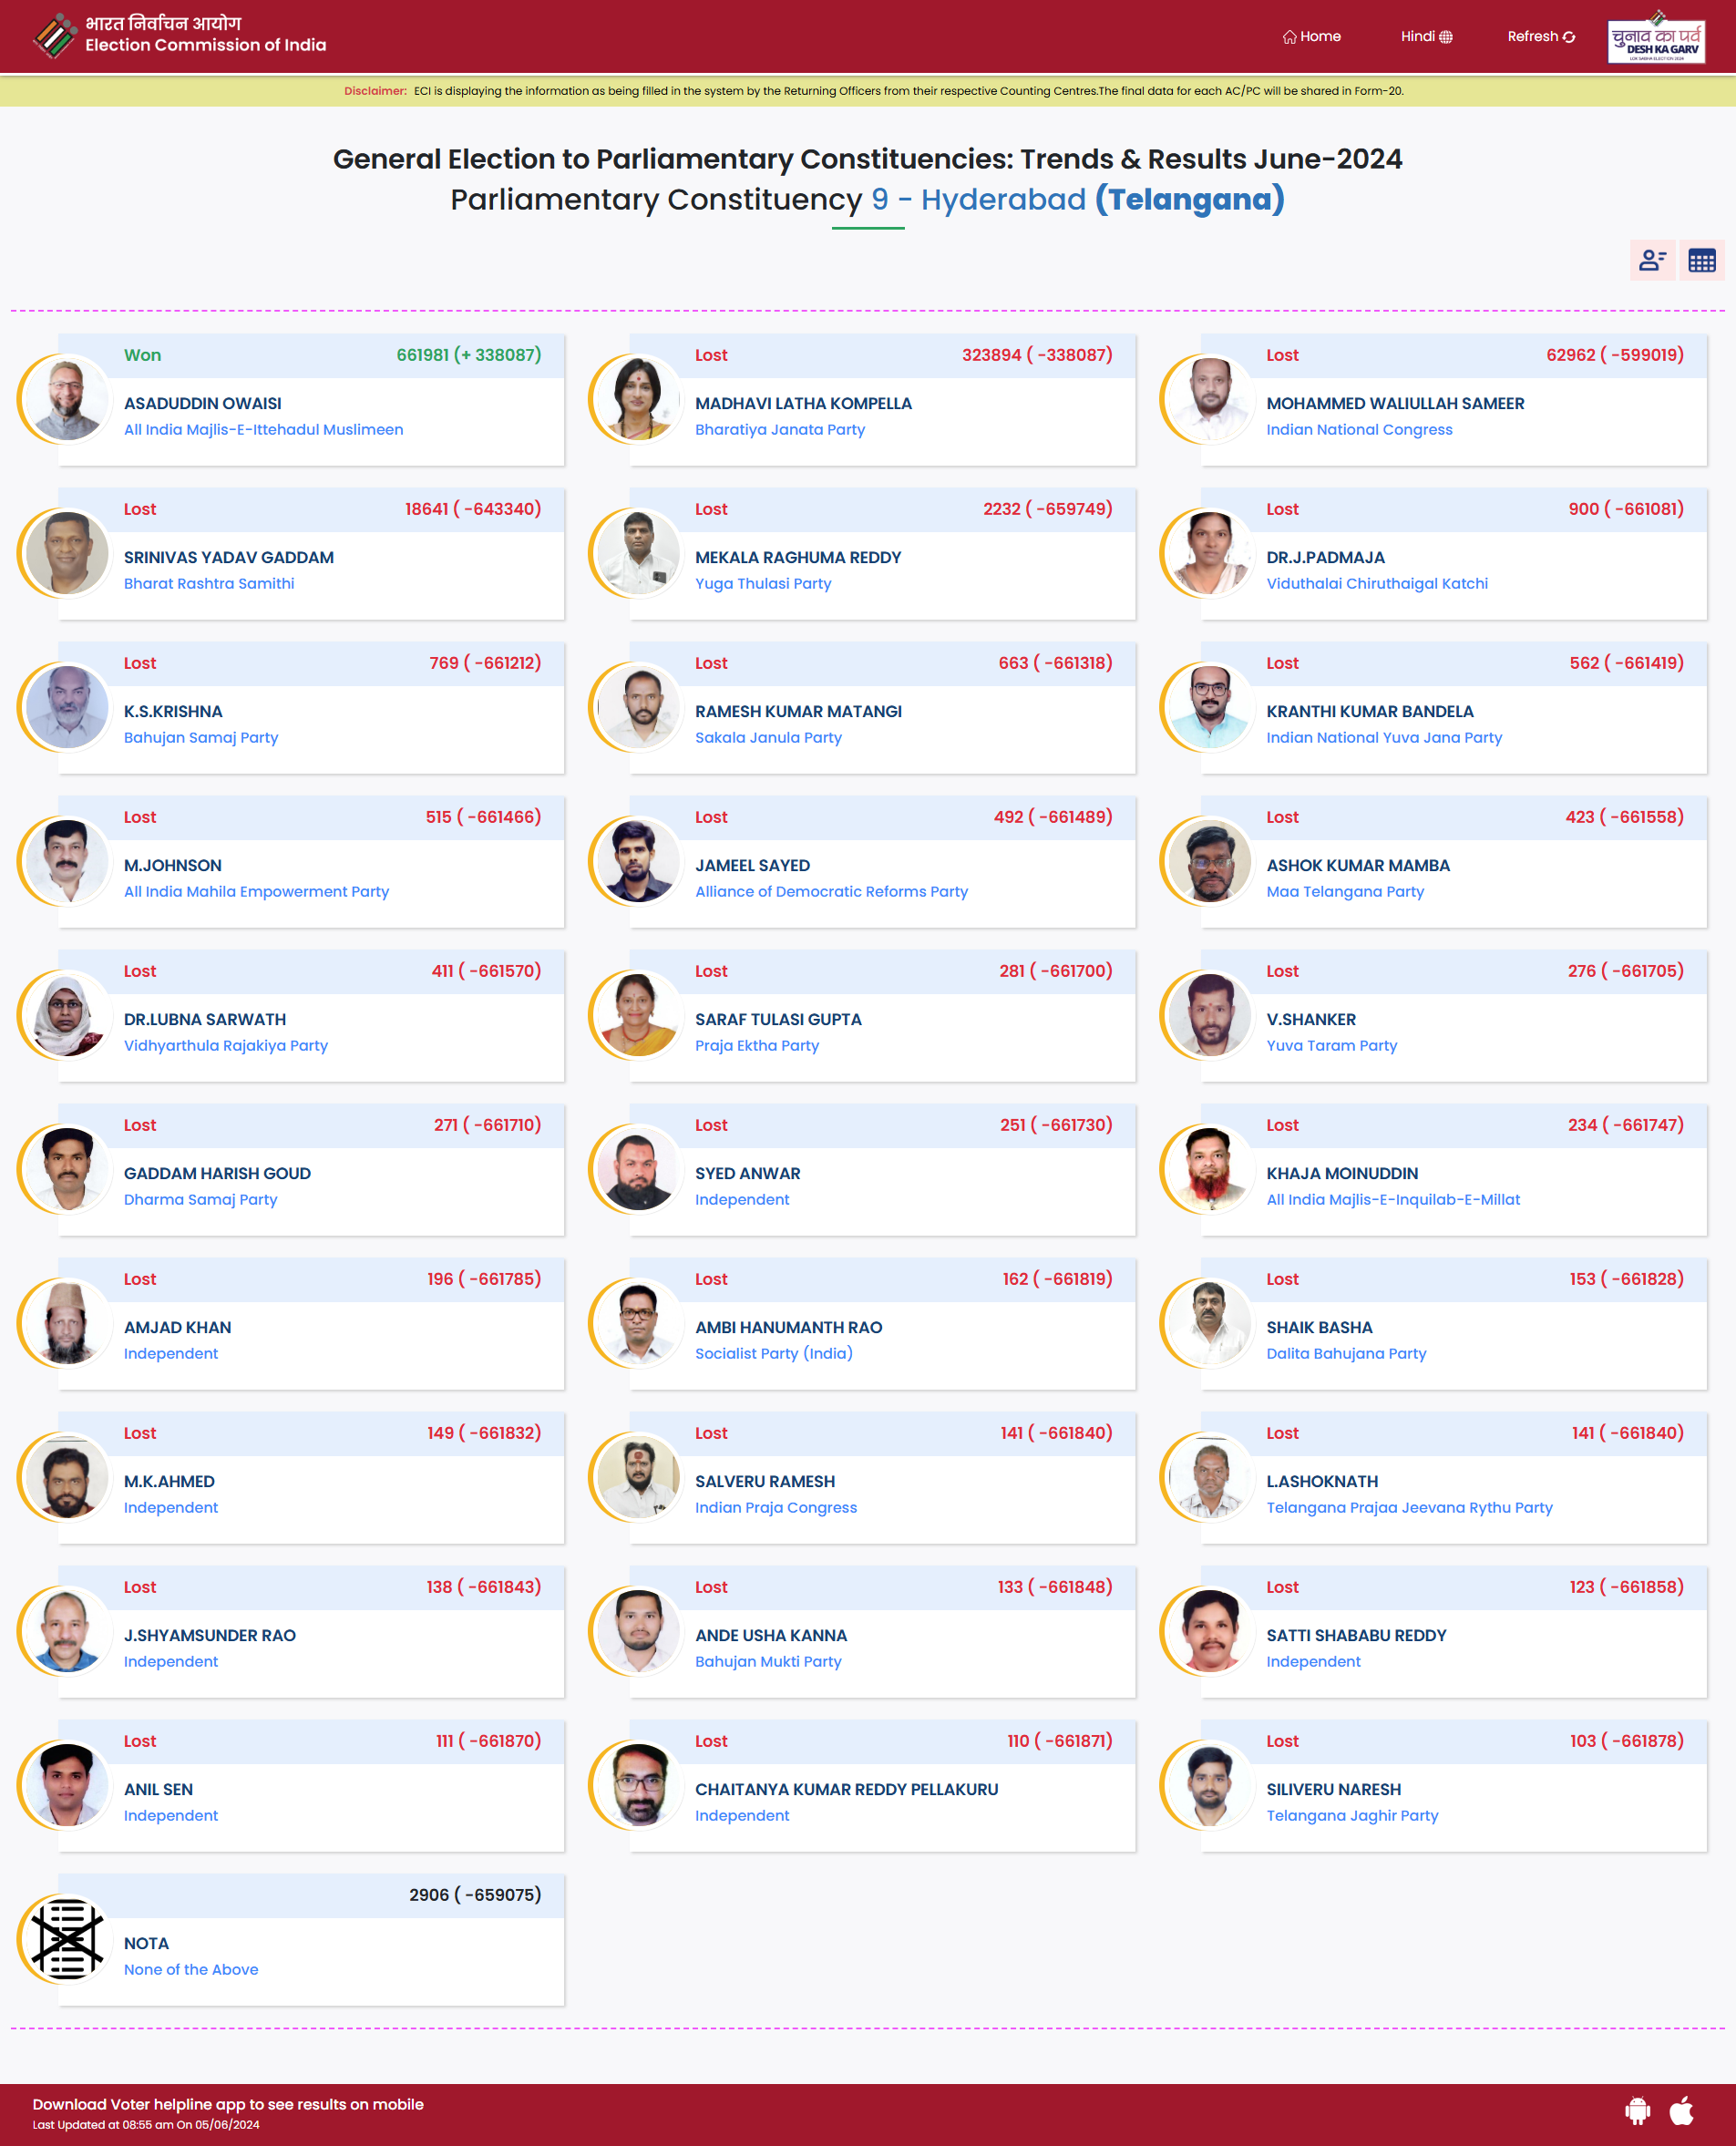 भारत निर्वाचन आयोग
Election Commission of India
Home
Hindi
Refresh
चुनाव का पर्व
DESH KA GARV
LOK SABHA ELECTION 2024
Disclaimer: ECI is displaying the information as being filled in the system by the Returning Officers from their respective Counting Centres.The final data for each AC/PC will be shared in Form-20.
General Election to Parliamentary Constituencies: Trends & Results June-2024
Parliamentary Constituency 9 - Hyderabad (Telangana)
Won 661981 (+ 338087)
ASADUDDIN OWAISI
All India Majlis-E-Ittehadul Muslimeen
Lost 323894 ( -338087)
MADHAVI LATHA KOMPELLA
Bharatiya Janata Party
Lost 62962 ( -599019)
MOHAMMED WALIULLAH SAMEER
Indian National Congress
Lost 18641 ( -643340)
SRINIVAS YADAV GADDAM
Bharat Rashtra Samithi
Lost 2232 ( -659749)
MEKALA RAGHUMA REDDY
Yuga Thulasi Party
Lost 900 ( -661081)
DR.J.PADMAJA
Viduthalai Chiruthaigal Katchi
Lost 769 ( -661212)
K.S.KRISHNA
Bahujan Samaj Party
Lost 663 ( -661318)
RAMESH KUMAR MATANGI
Sakala Janula Party
Lost 562 ( -661419)
KRANTHI KUMAR BANDELA
Indian National Yuva Jana Party
Lost 515 ( -661466)
M.JOHNSON
All India Mahila Empowerment Party
Lost 492 ( -661489)
JAMEEL SAYED
Alliance of Democratic Reforms Party
Lost 423 ( -661558)
ASHOK KUMAR MAMBA
Maa Telangana Party
Lost 411 ( -661570)
DR.LUBNA SARWATH
Vidhyarthula Rajakiya Party
Lost 281 ( -661700)
SARAF TULASI GUPTA
Praja Ektha Party
Lost 276 ( -661705)
V.SHANKER
Yuva Taram Party
Lost 271 ( -661710)
GADDAM HARISH GOUD
Dharma Samaj Party
Lost 251 ( -661730)
SYED ANWAR
Independent
Lost 234 ( -661747)
KHAJA MOINUDDIN
All India Majlis-E-Inquilab-E-Millat
Lost 196 ( -661785)
AMJAD KHAN
Independent
Lost 162 ( -661819)
AMBI HANUMANTH RAO
Socialist Party (India)
Lost 153 ( -661828)
SHAIK BASHA
Dalita Bahujana Party
Lost 149 ( -661832)
M.K.AHMED
Independent
Lost 141 ( -661840)
SALVERU RAMESH
Indian Praja Congress
Lost 141 ( -661840)
L.ASHOKNATH
Telangana Prajaa Jeevana Rythu Party
Lost 138 ( -661843)
J.SHYAMSUNDER RAO
Independent
Lost 133 ( -661848)
ANDE USHA KANNA
Bahujan Mukti Party
Lost 123 ( -661858)
SATTI SHABABU REDDY
Independent
Lost 111 ( -661870)
ANIL SEN
Independent
Lost 110 ( -661871)
CHAITANYA KUMAR REDDY PELLAKURU
Independent
Lost 103 ( -661878)
SILIVERU NARESH
Telangana Jaghir Party
2906 ( -659075)
NOTA
None of the Above
Download Voter helpline app to see results on mobile
Last Updated at 08:55 am On 05/06/2024